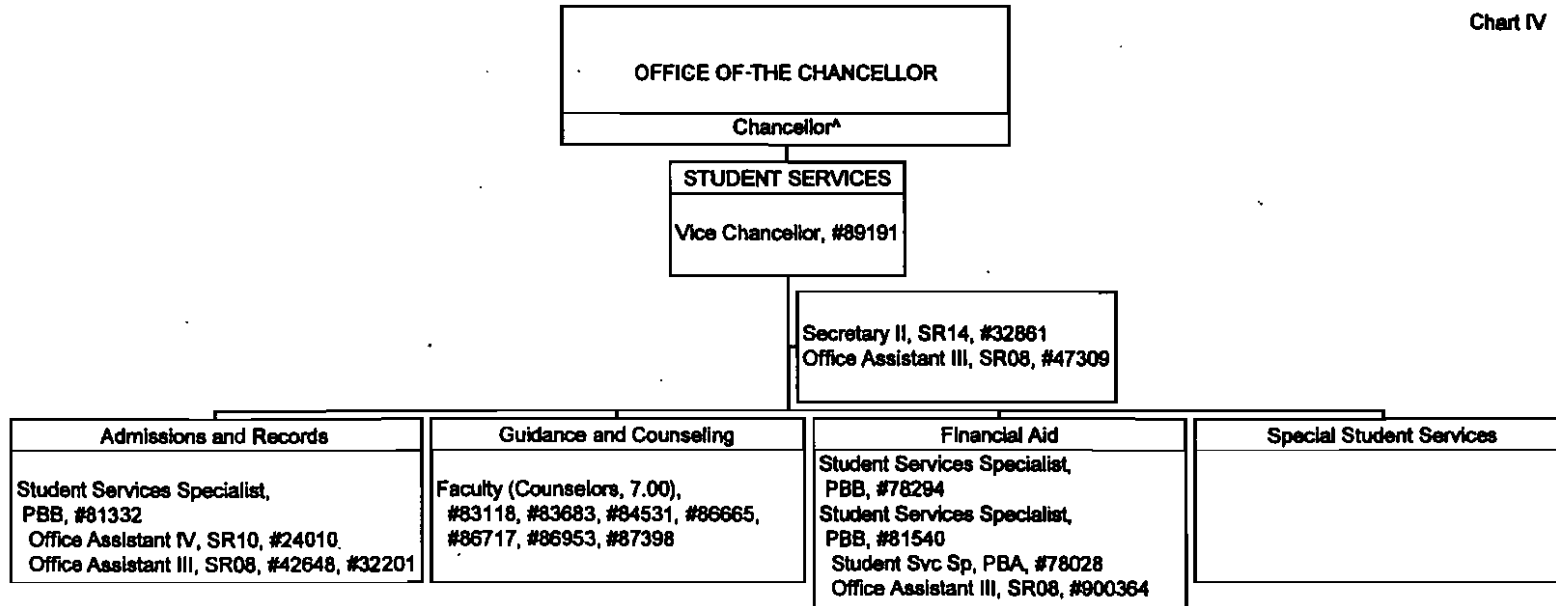 Chart IV
OFFICE OF-THE CHANCELLOR
Chancellor^
STUDENT SERVICES
Vice Chancellor, #89191
Secretary II, SR14, #32861
Office Assistant III, SR08, #47309
Admissions and Records
Student Services Specialist,
PBB, #81332
Office Assistant IV, SR10, #24010
Office Assistant III, SR08, #42648, #32201
Guidance and Counseling
Faculty (Counselors, 7.00),
#83118, #83683, #84531, #86665,
#86717, #86953, #87398
Financial Aid
Student Services Specialist,
PBB, #78294
Student Services Specialist,
PBB, #81540
Student Svc Sp, PBA, #78028
Office Assistant III, SR08, #900364
Special Student Services